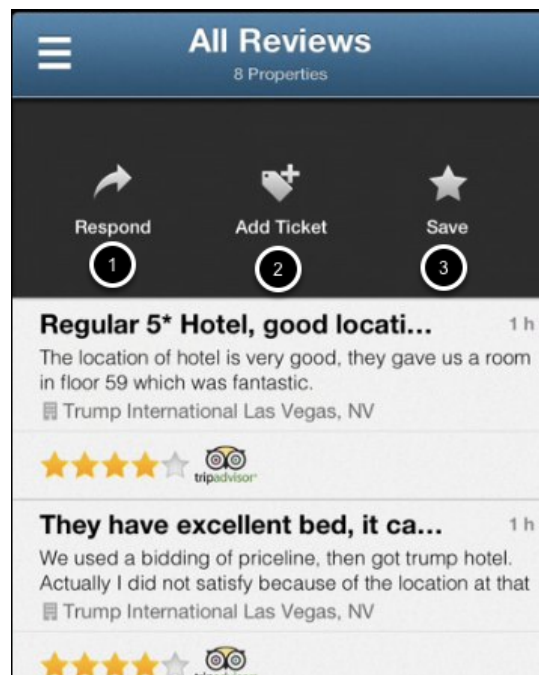 All Reviews
8 Properties
Respond Add Ticket Save
1 2 3
Regular 5* Hotel, good locati... 1 h
The location of hotel is very good, they gave us a room
in floor 59 which was fantastic.
Trump International Las Vegas, NV
tripadvisor®
They have excellent bed, it ca... 1 h
We used a bidding of priceline, then got trump hotel.
Actually I did not satisfy because of the location at that
Trump International Las Vegas, NV